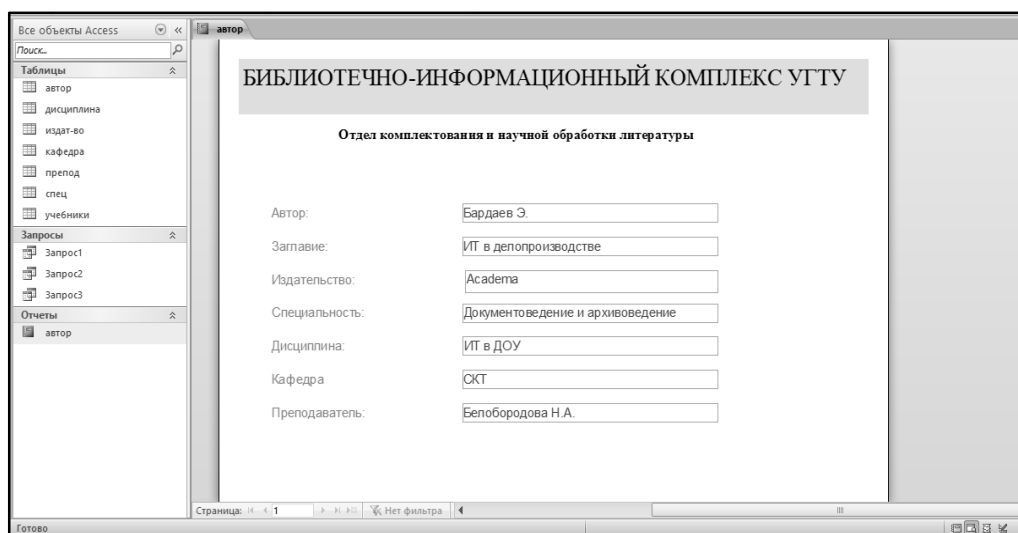 Все объекты Access
Поиск...
Таблицы
автор
дисциплина
издат-во
кафедра
препод
спец
учебники
Запросы
Запрос1
Запрос2
Запрос3
Отчеты
автор
автор
БИБЛИОТЕЧНО-ИНФОРМАЦИОННЫЙ КОМПЛЕКС УГТУ
Отдел комплектования и научной обработки литературы
Автор: Бардаев Э.
Заглавие: ИТ в делопроизводстве
Издательство: Academa
Специальность: Документоведение и архивоведение
Дисциплина: ИТ в ДОУ
Кафедра СКТ
Преподаватель: Белобородова Н.А.
Страница: 1 Нет фильтра
Готово